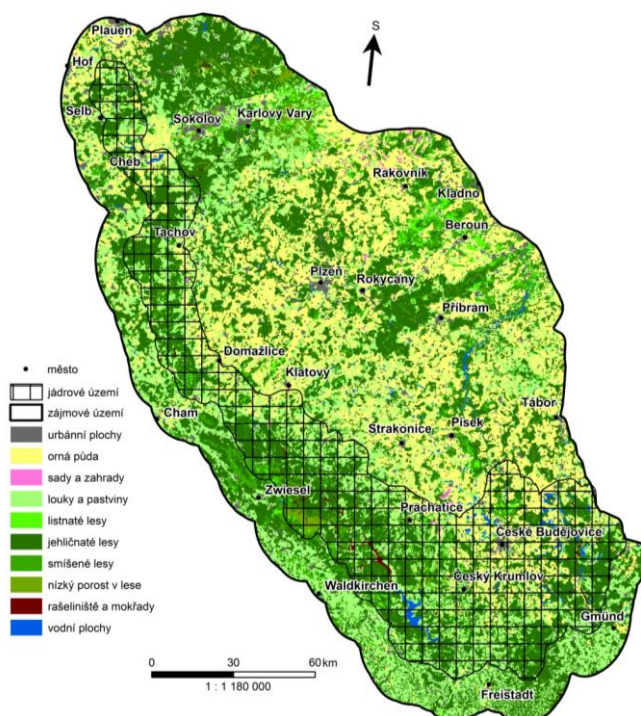 Plauen
S
Hof
Selb
Sokolov
Karlovy Vary
Cheb
Rakovník
Kladno
Beroun
Tachov
Plzeň
Rokycany
Příbram
Domažlice
Klatovy
Tábor
Cham
Strakonice
Písek
Zwiesel
Prachatice
České Budějovice
Český Krumlov
Waldkirchen
Gmünd
Freistadt
město
jádrové území
zájmové území
urbánní plochy
orná půda
sady a zahrady
louky a pastviny
listnaté lesy
jehličnaté lesy
smíšené lesy
nízký porost v lese
rašeliniště a mokřady
vodní plochy
0 30 60 km
1 : 1 180 000